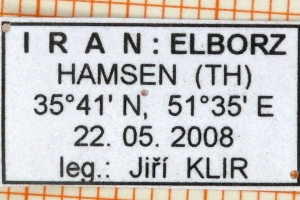 I R A N : ELBORZ
HAMSEN (TH)
35°41' N, 51°35' E
22. 05. 2008
leg.: Jiří KLIR